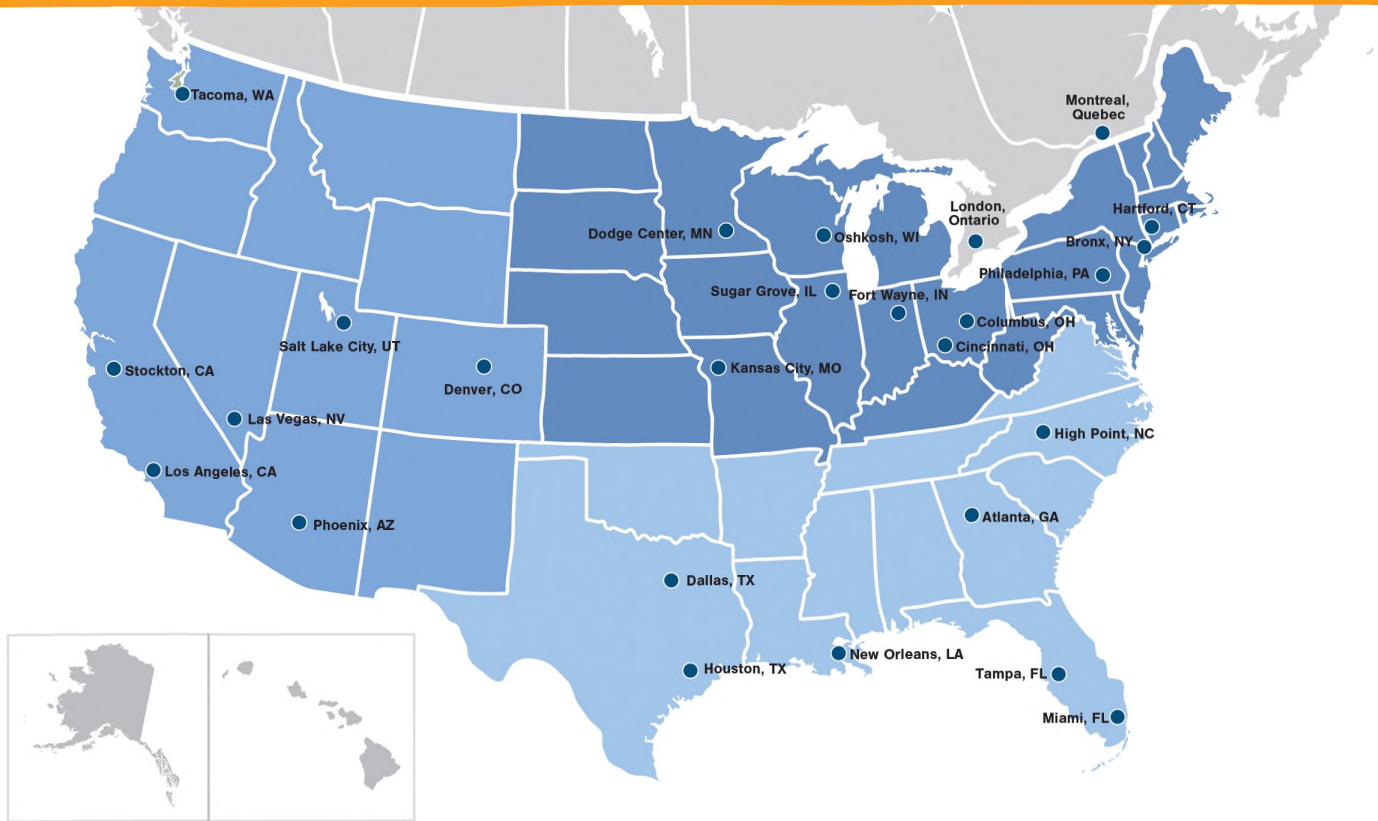 Tacoma, WA
Montreal,
Quebec
London,
Ontario
Hartford, CT
Dodge Center, MN
Oshkosh, WI
Bronx, NY
Philadelphia, PA
Sugar Grove, IL
Fort Wayne, IN
Columbus, OH
Salt Lake City, UT
Cincinnati, OH
Stockton, CA
Denver, CO
Kansas City, MO
Las Vegas, NV
High Point, NC
Los Angeles, CA
Phoenix, AZ
Atlanta, GA
Dallas, TX
New Orleans, LA
Houston, TX
Tampa, FL
Miami, FL